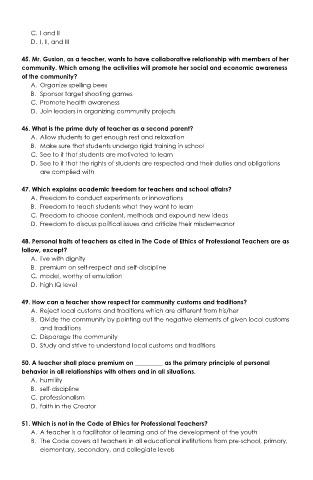 C. I and II
D. I, II, and III
45. Mr. Gusion, as a teacher, wants to have collaborative relationship with members of her
community. Which among the activities will promote her social and economic awareness
of the community?
A. Organize spelling bees
B. Sponsor target shooting games
C. Promote health awareness
D. Join leaders in organizing community projects
46. What is the prime duty of teacher as a second parent?
A. Allow students to get enough rest and relaxation
B. Make sure that students undergo rigid training in school
C. See to it that students are motivated to learn
D. See to it that the rights of students are respected and their duties and obligations
are complied with
47. Which explains academic freedom for teachers and school affairs?
A. Freedom to conduct experiments or innovations
B. Freedom to teach students what they want to learn
C. Freedom to choose content, methods and expound new ideas
D. Freedom to discuss political issues and criticize their misdemeanor
48. Personal traits of teachers as cited in The Code of Ethics of Professional Teachers are as
follow, except?
A. live with dignity
B. premium on self-respect and self-discipline
C. model, worthy of emulation
D. high IQ level
49. How can a teacher show respect for community customs and traditions?
A. Reject local customs and traditions which are different from his/her
B. Divide the community by pointing out the negative elements of given local customs
and traditions
C. Disparage the community
D. Study and strive to understand local customs and traditions
50. A teacher shall place premium on ________ as the primary principle of personal
behavior in all relationships with others and in all situations.
A. humility
B. self-discipline
C. professionalism
D. faith in the Creator
51. Which is not in the Code of Ethics for Professional Teachers?
A. A teacher is a facilitator of learning and of the development of the youth
B. The Code covers all teachers in all educational institutions from pre-school, primary,
elementary, secondary, and collegiate levels